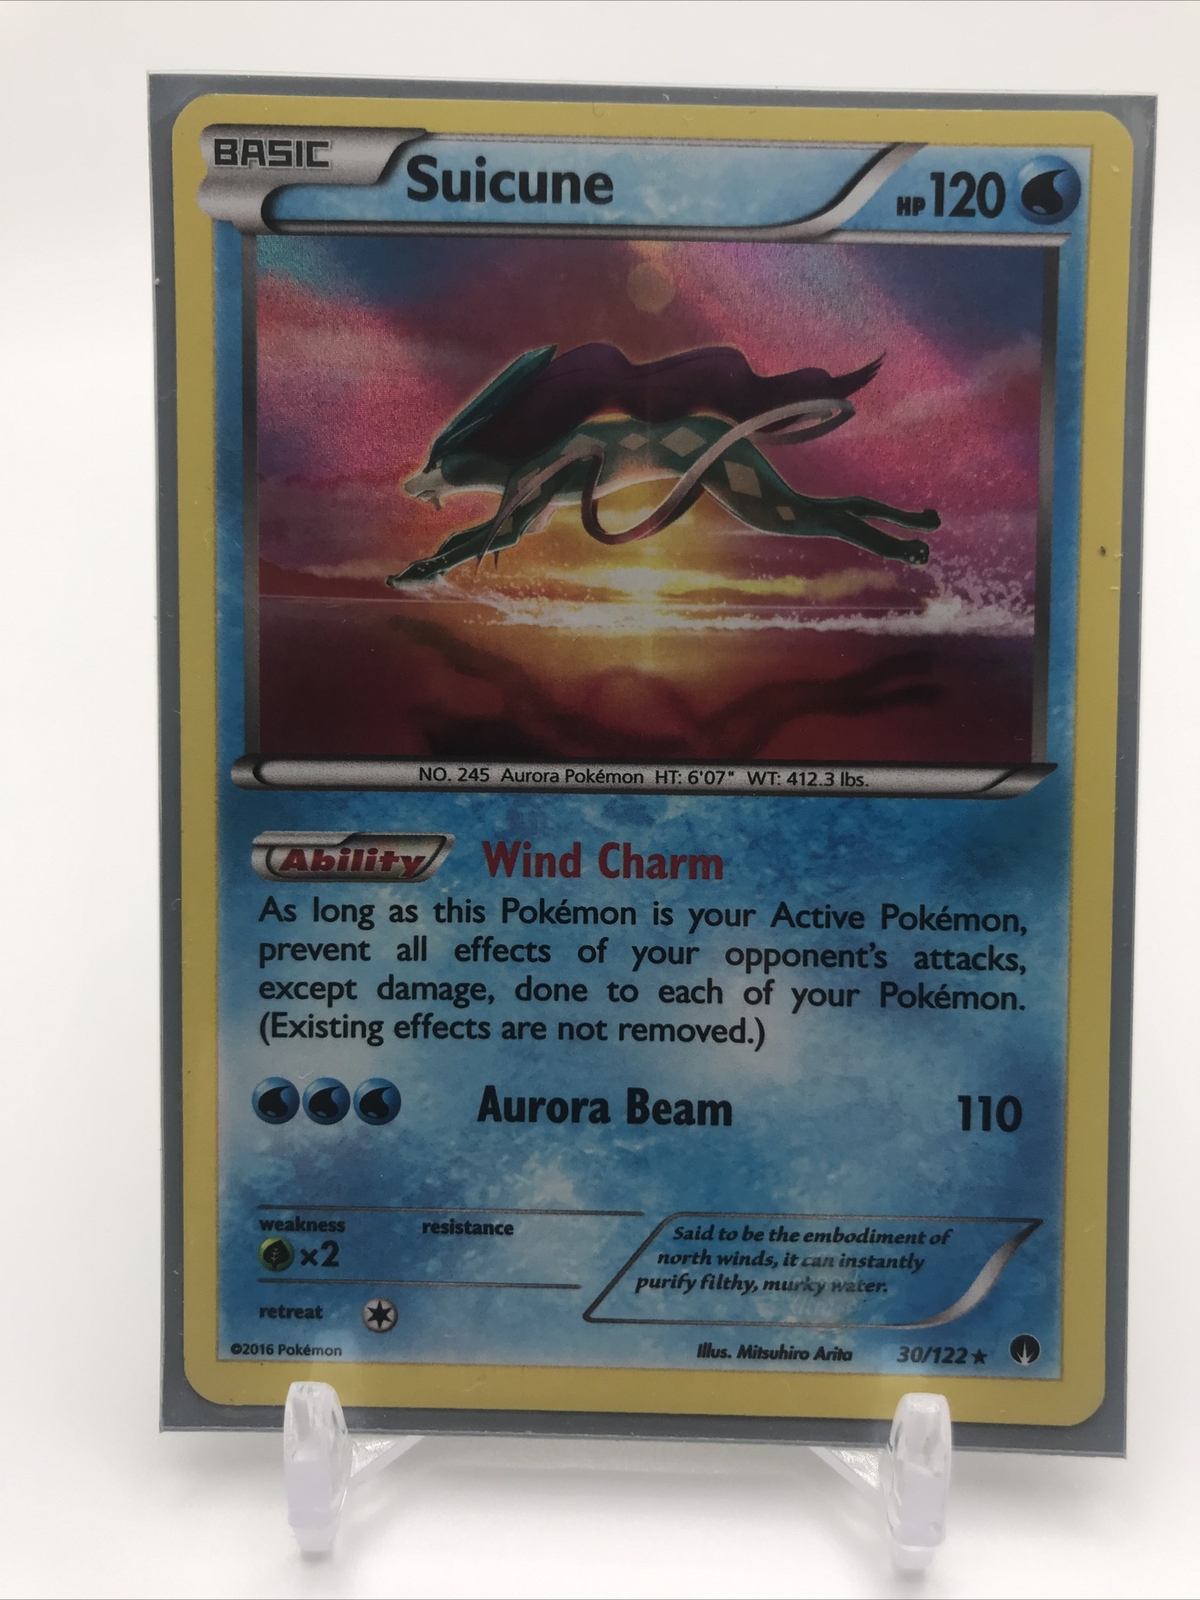 BASIC
Suicune
HP 120
NO. 245 Aurora Pokémon HT: 6'07" WT: 412.3 lbs.
Ability Wind Charm
As long as this Pokémon is your Active Pokémon,
prevent all effects of your opponent's attacks,
except damage, done to each of your Pokémon.
(Existing effects are not removed.)
Aurora Beam 110
weakness resistance
×2
Said to be the embodiment of
north winds, it can instantly
purify filthy, murky water.
retreat
©2016 Pokémon
Illus. Mitsuhiro Arita 30/122 ★